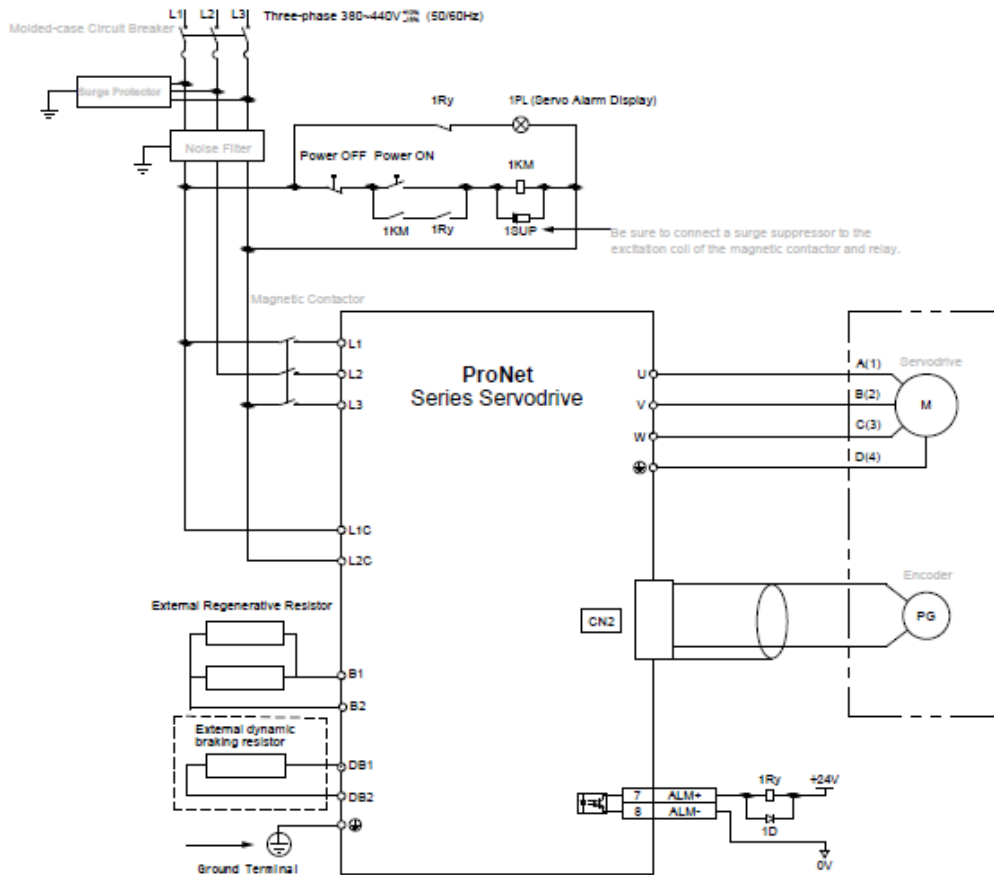 L1 L2 L3 Three-phase 380~440V +10% -15% (50/60Hz)
Molded-case Circuit Breaker
Surge Protector
Noise Filter
1Ry 1PL (Servo Alarm Display)
Power OFF Power ON
1KM
1KM 1Ry 1SUP
Be sure to connect a surge suppressor to the
excitation coil of the magnetic contactor and relay.
Magnetic Contactor
L1
L2
L3
ProNet
Series Servodrive
U
V
W
A(1)
B(2)
C(3)
D(4)
Servodrive
M
L1C
L2C
External Regenerative Resistor
B1
B2
External dynamic
braking resistor
DB1
DB2
Ground Terminal
CN2
Encoder
PG
7 ALM+
8 ALM-
1Ry +24V
1D
0V